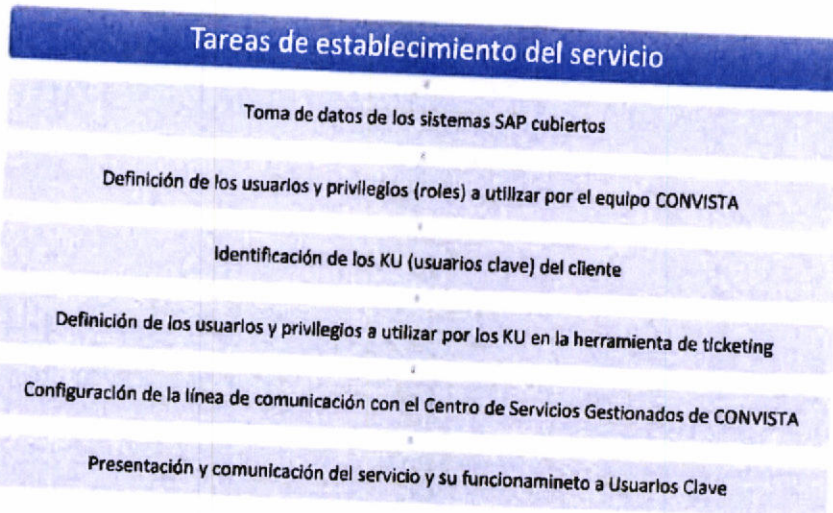 Tareas de establecimiento del servicio
Toma de datos de los sistemas SAP cubiertos
Definición de los usuarios y privilegios (roles) a utilizar por el equipo CONVISTA
Identificación de los KU (usuarios clave) del cliente
Definición de los usuarios y privilegios a utilizar por los KU en la herramienta de ticketing
Configuración de la línea de comunicación con el Centro de Servicios Gestionados de CONVISTA
Presentación y comunicación del servicio y su funcionamineto a Usuarios Clave